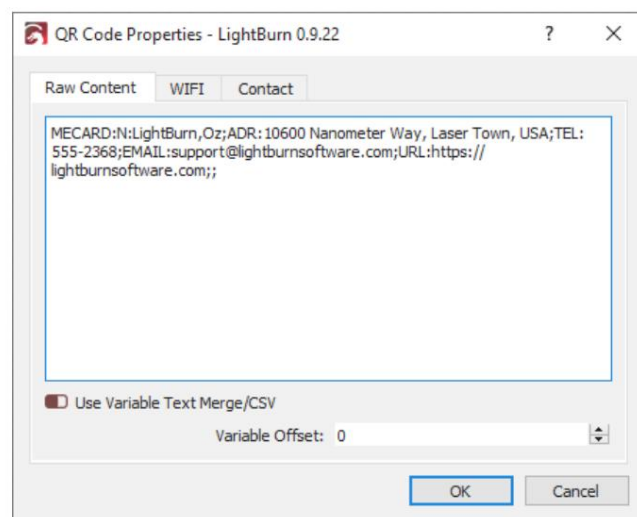 QR Code Properties - LightBurn 0.9.22
?
Raw Content
WIFI
Contact
MECARD:N:LightBurn,Oz;ADR:10600 Nanometer Way, Laser Town, USA;TEL:
555-2368;EMAIL:support@lightburnsoftware.com;URL:https://
lightburnsoftware.com;;
Use Variable Text Merge/CSV
Variable Offset: 0
OK
Cancel